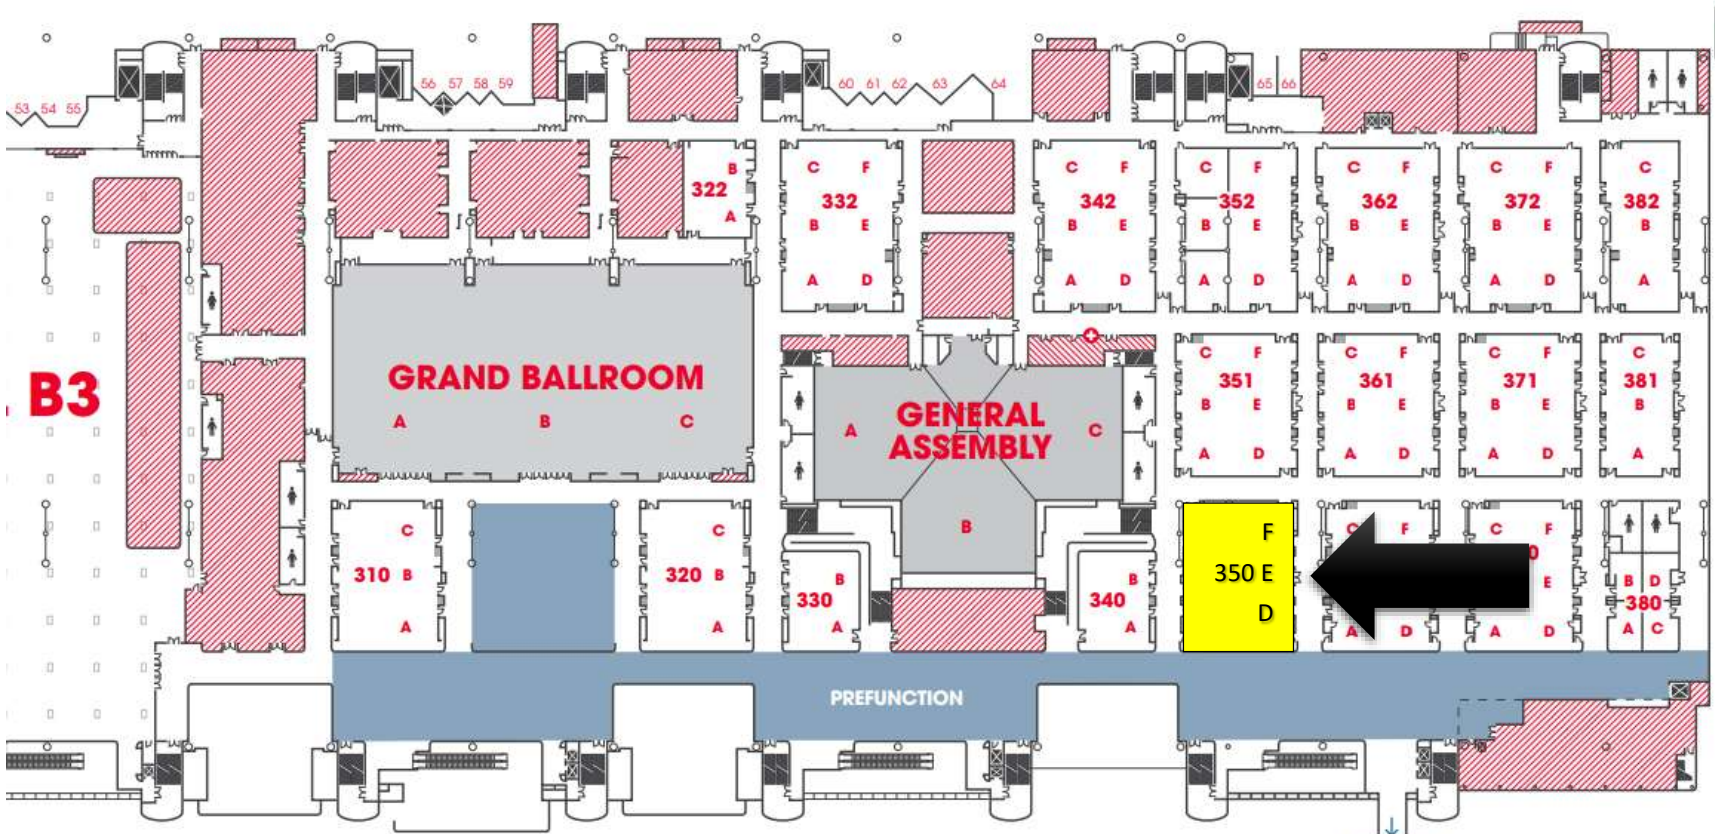 56 57 58 59
60 61 62 63 64
65 66
53 54 55
B
322
A
C F
332
B E
A D
C F
342
B E
A D
C F
352
B E
A D
C F
362
B E
A D
C F
372
B E
A D
C
382
B
A
B3
GRAND BALLROOM
A B C
GENERAL
ASSEMBLY
A C
B
C F
351
B E
A D
C F
361
B E
A D
C F
371
B E
A D
C
381
B
A
C
310 B
A
C
320 B
A
B
330
A
B
340
A
F
350 E
D
C F
A D
C F
0
B E
A D
B D
380
A C
PREFUNCTION